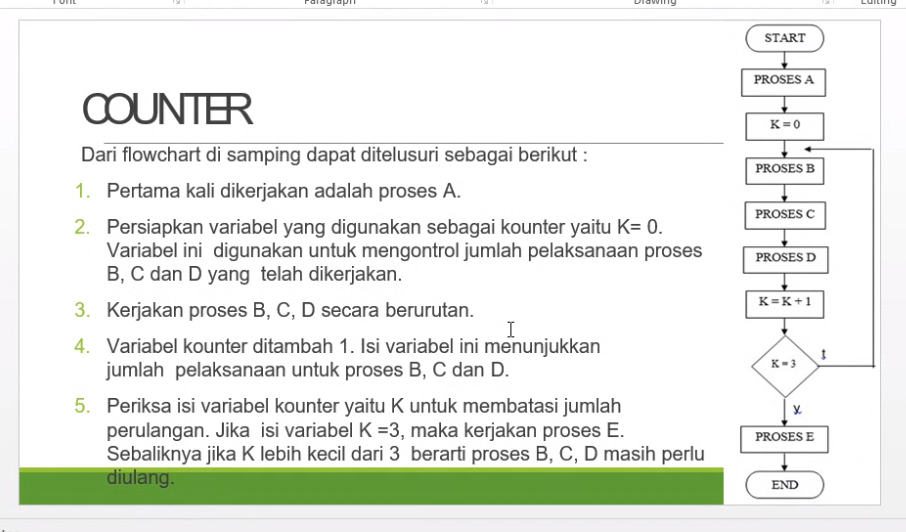 Font
Paragraph
Drawing
Editing
COUNTER
Dari flowchart di samping dapat ditelusuri sebagai berikut :
1. Pertama kali dikerjakan adalah proses A.
2. Persiapkan variabel yang digunakan sebagai kounter yaitu K= 0.
Variabel ini digunakan untuk mengontrol jumlah pelaksanaan proses
B, C dan D yang telah dikerjakan.
3. Kerjakan proses B, C, D secara berurutan.
4. Variabel kounter ditambah 1. Isi variabel ini menunjukkan
jumlah pelaksanaan untuk proses B, C dan D.
5. Periksa isi variabel kounter yaitu K untuk membatasi jumlah
perulangan. Jika isi variabel K =3, maka kerjakan proses E.
Sebaliknya jika K lebih kecil dari 3 berarti proses B, C, D masih perlu
diulang.
START
PROSES A
K = 0
PROSES B
PROSES C
PROSES D
K = K + 1
K = 3
t
y
PROSES E
END